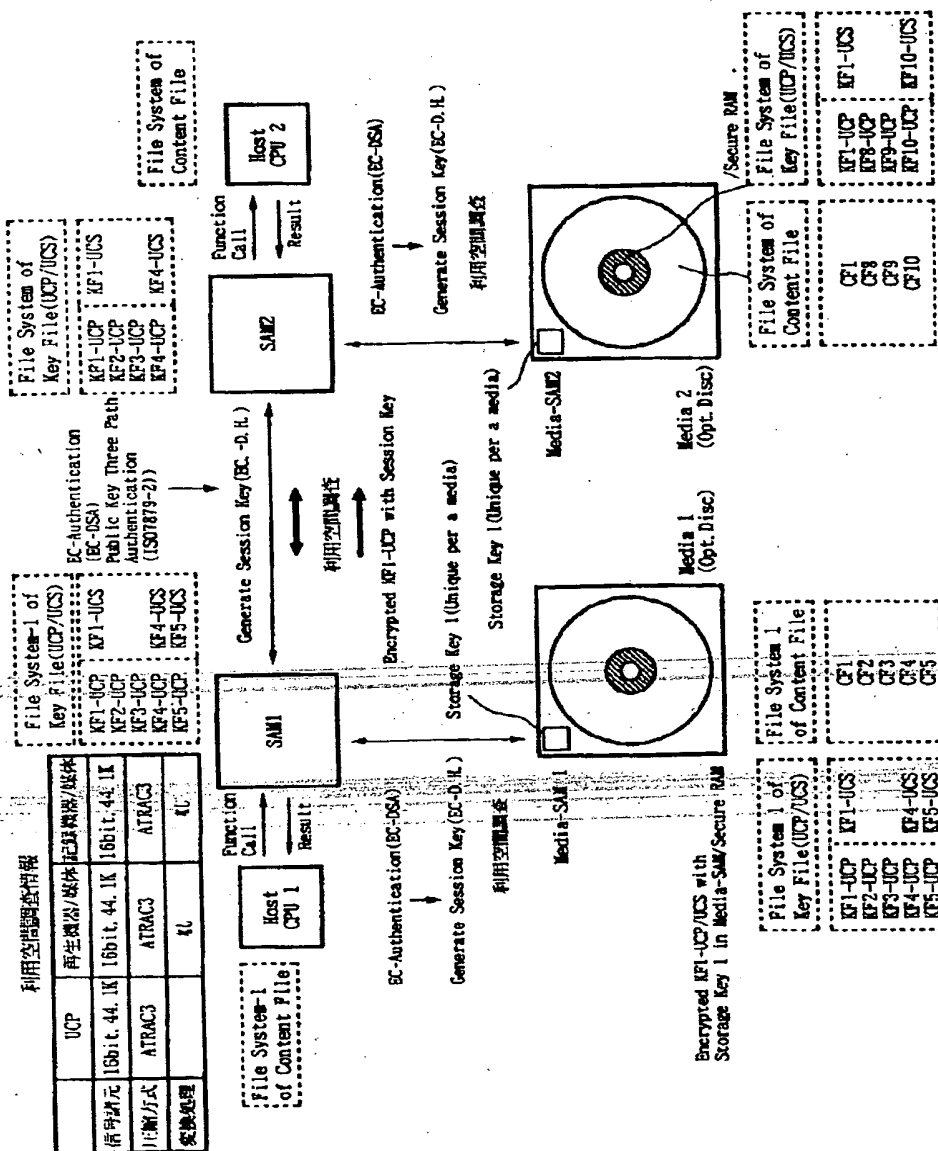 利用空間調査情報
UCP
再生機器/媒体
記録機器/媒体
信号諸元
16bit, 44.1K
16bit, 44.1K
16bit, 44.1K
圧縮方式
ATRAC3
ATRAC3
ATRAC3
変換処理
File System-1 of
Key File(UCP/UCS)
KF1-UCP
KF2-UCP
KF3-UCP
KF4-UCP
KF5-UCP
KF1-UCS
KF4-UCS
KF5-UCS
EC-Authentication
(EC-DSA)
Public Key Three Path
Authentication
(ISO7879-2))
File System of
Key File(UCP/UCS)
KF1-UCP
KF2-UCP
KF3-UCP
KF4-UCP
KF1-UCS
KF4-UCS
File System of
Content File
File System-1
of Content File
Host
CPU 1
Function
Call
Result
SAM1
Generate Session Key(EC.-D.H.)
利用空間調査
Encrypted KF1-UCP with Session Key
SAM2
Function
Call
Result
Host
CPU 2
EC-Authentication(EC-DSA)
Generate Session Key(EC-D.H.)
利用空間調査
Storage Key 1(Unique per a media)
Storage Key 1(Unique per a media)
EC-Authentication(EC-DSA)
Generate Session Key(EC-D.H.)
利用空間調査
Media-SAM 1
Media 1
(Opt.Disc)
Media-SAM2
Media 2
(Opt.Disc)
/Secure RAM
Encrypted KF1-UCP/UCS with
Storage Key 1 in Media-SAM/Secure RAM
File System 1 of
Key File(UCP/UCS)
KF1-UCP
KF2-UCP
KF3-UCP
KF4-UCP
KF5-UCP
KF1-UCS
KF4-UCS
KF5-UCS
File System 1
of Content File
CF1
CF2
CF3
CF4
CF5
File System of
Content File
CF1
CF8
CF9
CF10
File System of
Key File(UCP/UCS)
KF1-UCP
KF8-UCP
KF9-UCP
KF10-UCP
KF1-UCS
KF10-UCS